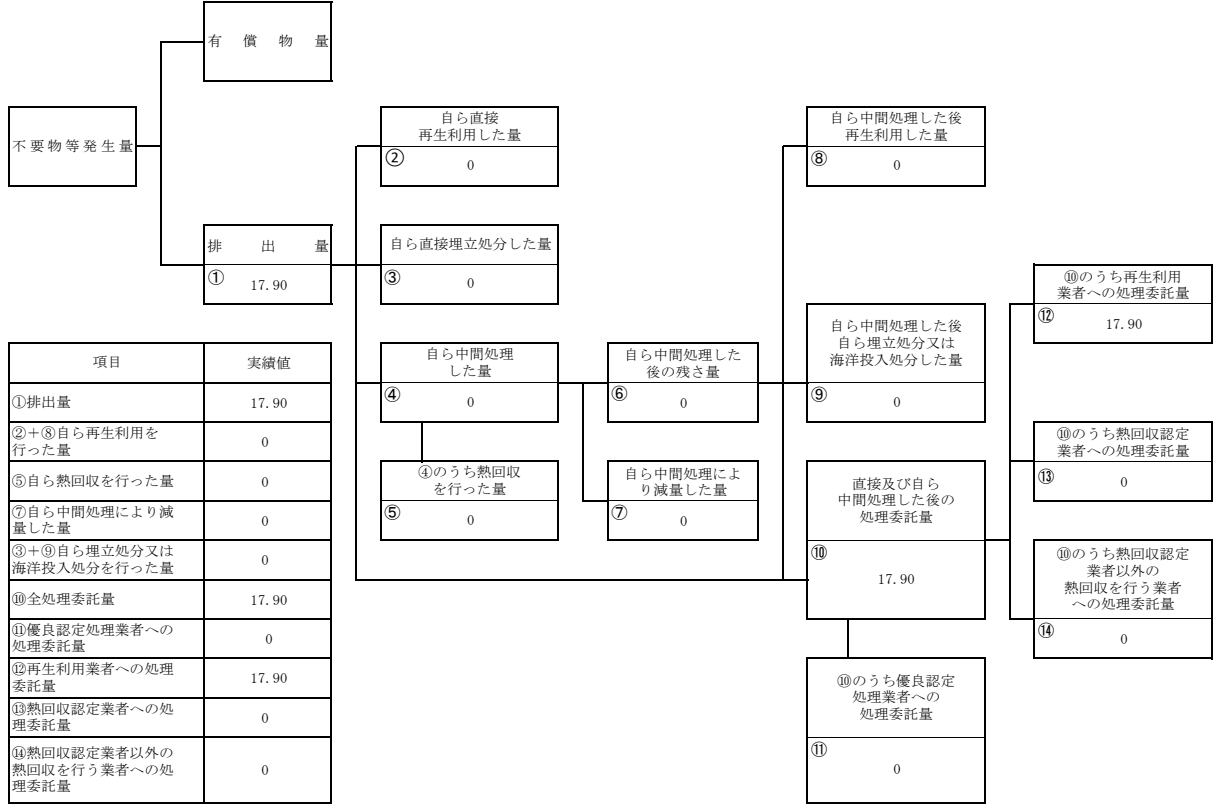 有償物量
不要物等発生量
排出量
①
17.90
自ら直接
再生利用した量
②
0
自ら直接埋立処分した量
③
0
自ら中間処理
した量
④
0
④のうち熱回収
を行った量
⑤
0
自ら中間処理した
後の残さ量
⑥
0
自ら中間処理によ
り減量した量
⑦
0
自ら中間処理した後
再生利用した量
⑧
0
自ら中間処理した後
自ら埋立処分又は
海洋投入処分した量
⑨
0
直接及び自ら
中間処理した後の
処理委託量
⑩
17.90
⑩のうち優良認定
処理業者への
処理委託量
⑪
0
⑩のうち再生利用
業者への処理委託量
⑫
17.90
⑩のうち熱回収認定
業者への処理委託量
⑬
0
⑩のうち熱回収認定
業者以外の
熱回収を行う業者
への処理委託量
⑭
0
項目 実績値
①排出量 17.90
②+⑧自ら再生利用を
行った量 0
⑤自ら熱回収を行った量 0
⑦自ら中間処理により減
量した量 0
③+⑨自ら埋立処分又は
海洋投入処分を行った量 0
⑩全処理委託量 17.90
⑪優良認定処理業者への
処理委託量 0
⑫再生利用業者への処理
委託量 17.90
⑬熱回収認定業者への処
理委託量 0
⑭熱回収認定業者以外の
熱回収を行う業者への処
理委託量 0